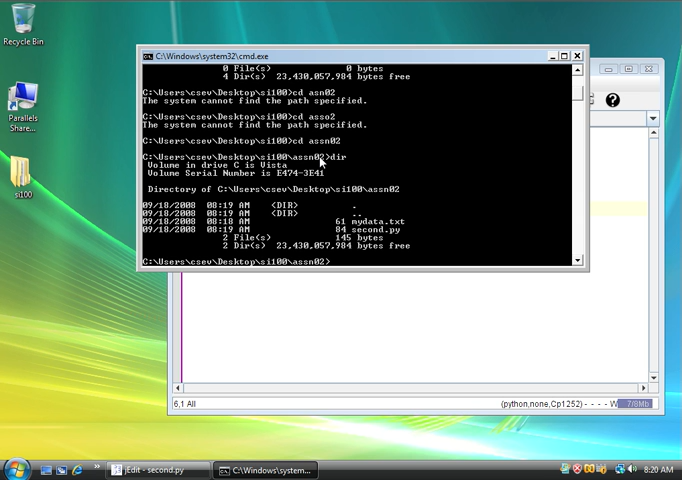 Recycle Bin
Parallels
Share...
si100
C:\Windows\system32\cmd.exe
0 File(s) 0 bytes
4 Dir(s) 23,430,057,984 bytes free
C:\Users\csev\Desktop\si100>cd asn02
The system cannot find the path specified.
C:\Users\csev\Desktop\si100>cd asso2
The system cannot find the path specified.
C:\Users\csev\Desktop\si100>cd assn02
C:\Users\csev\Desktop\si100\assn02>dir
Volume in drive C is Vista
Volume Serial Number is E474-3E41
Directory of C:\Users\csev\Desktop\si100\assn02
09/18/2008 08:19 AM <DIR> .
09/18/2008 08:19 AM <DIR> ..
09/18/2008 08:18 AM 61 mydata.txt
09/18/2008 08:19 AM 84 second.py
2 File(s) 145 bytes
2 Dir(s) 23,430,057,984 bytes free
C:\Users\csev\Desktop\si100\assn02>
6,1 All
(python,none,Cp1252) - - - - W 7/8Mb
jEdit - second.py
C:\Windows\system...
8:20 AM